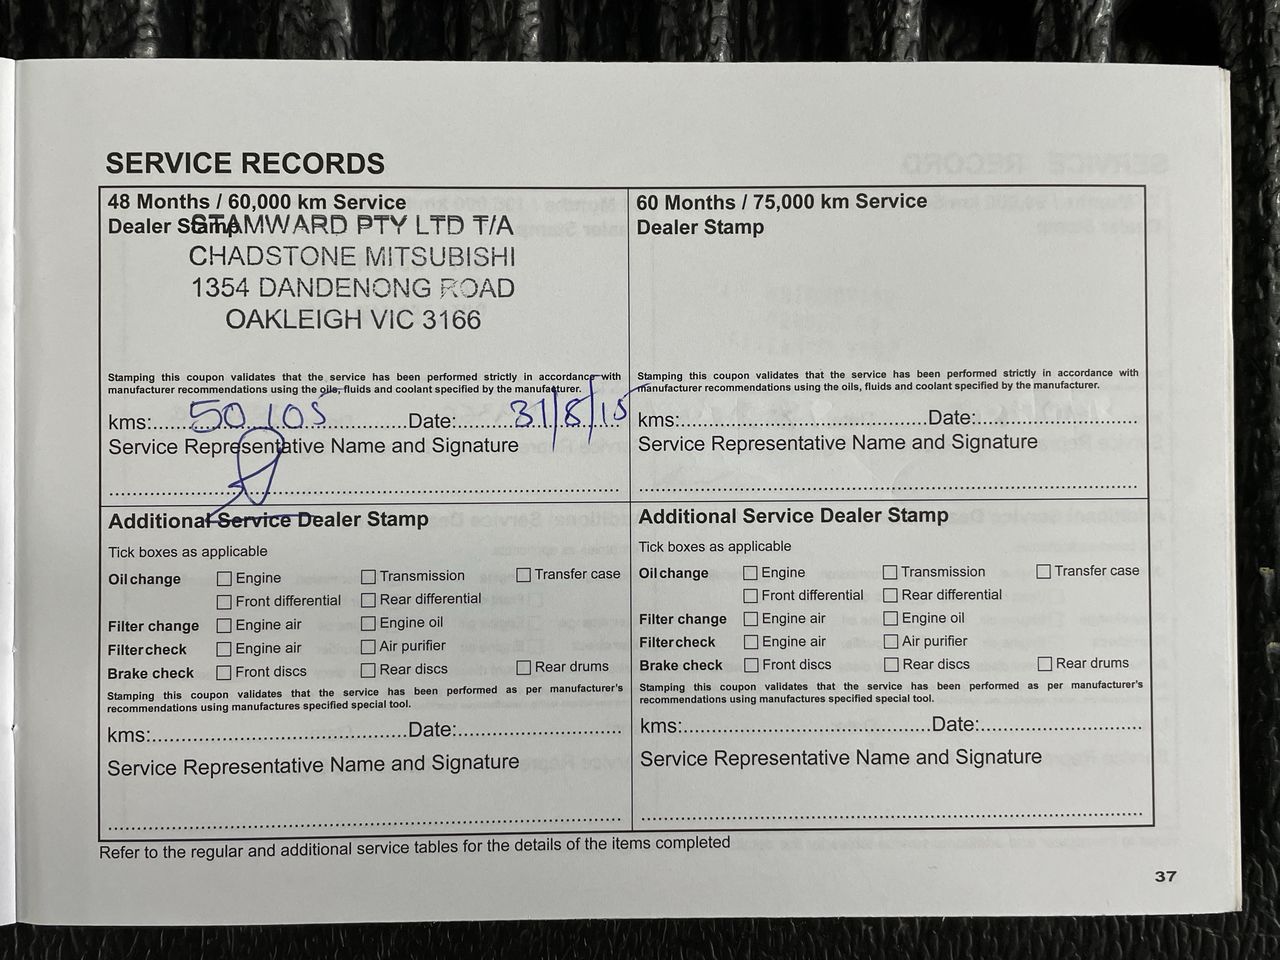 SERVICE RECORDS
48 Months / 60,000 km Service
Dealer Stamp
STAMWARD PTY LTD T/A
CHADSTONE MITSUBISHI
1354 DANDENONG ROAD
OAKLEIGH VIC 3166
Stamping this coupon validates that the service has been performed strictly in accordance with
manufacturer recommendations using the oils, fluids and coolant specified by the manufacturer.
kms:..........50 105..........Date:..........31/8/15
Service Representative Name and Signature
60 Months / 75,000 km Service
Dealer Stamp
Stamping this coupon validates that the service has been performed strictly in accordance with
manufacturer recommendations using the oils, fluids and coolant specified by the manufacturer.
kms:..........Date:..........
Service Representative Name and Signature
Additional Service Dealer Stamp
Tick boxes as applicable
Oil change Engine Transmission Transfer case
Front differential Rear differential
Filter change Engine air Engine oil
Filter check Engine air Air purifier
Brake check Front discs Rear discs Rear drums
Stamping this coupon validates that the service has been performed as per manufacturer's
recommendations using manufactures specified special tool.
kms:..........Date:..........
Service Representative Name and Signature
Additional Service Dealer Stamp
Tick boxes as applicable
Oil change Engine Transmission Transfer case
Front differential Rear differential
Filter change Engine air Engine oil
Filter check Engine air Air purifier
Brake check Front discs Rear discs Rear drums
Stamping this coupon validates that the service has been performed as per manufacturer's
recommendations using manufactures specified special tool.
kms:..........Date:..........
Service Representative Name and Signature
Refer to the regular and additional service tables for the details of the items completed
37